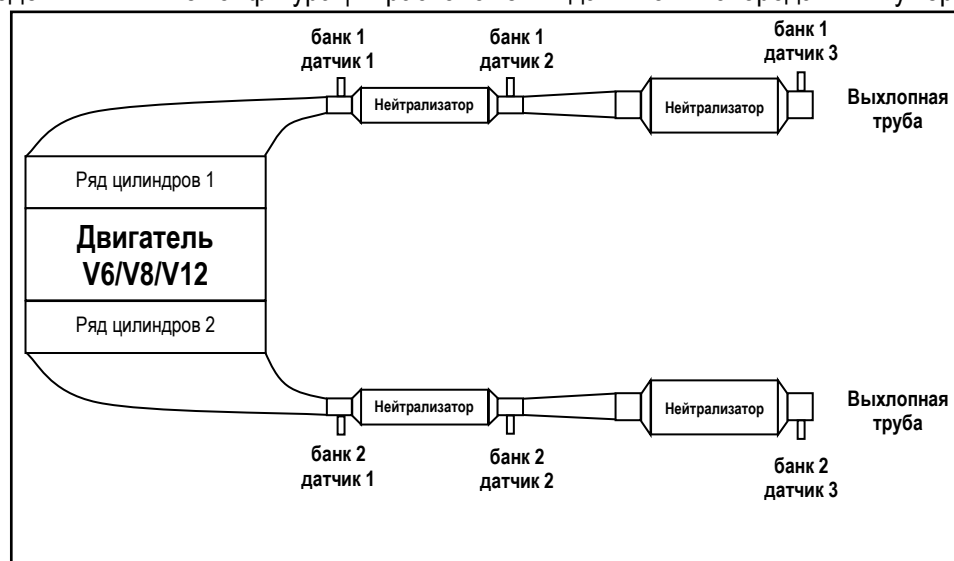 банк 1
датчик 1
банк 1
датчик 2
банк 1
датчик 3
Нейтрализатор
Нейтрализатор
Выхлопная
труба
Ряд цилиндров 1
Двигатель
V6/V8/V12
Ряд цилиндров 2
Нейтрализатор
Нейтрализатор
Выхлопная
труба
банк 2
датчик 1
банк 2
датчик 2
банк 2
датчик 3